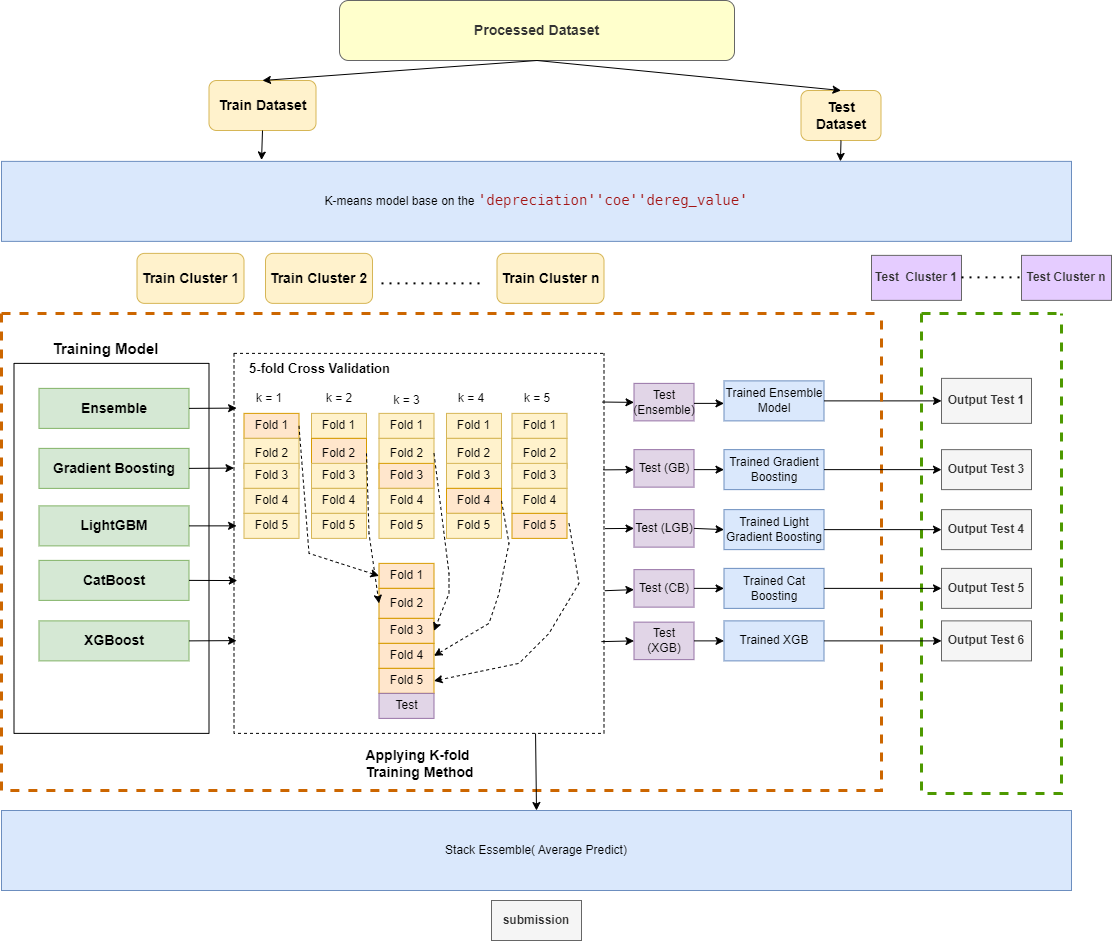 Processed Dataset
Train Dataset
Test
Dataset
K-means model base on the 'depreciation''coe''dereg_value'
Train Cluster 1
Train Cluster 2
.............
Train Cluster n
Test  Cluster 1
........
Test Cluster n
Training Model
Ensemble
Gradient Boosting
LightGBM
CatBoost
XGBoost
5-fold Cross Validation
k = 1
k = 2
k = 3
k = 4
k = 5
Fold 1
Fold 1
Fold 1
Fold 1
Fold 1
Fold 2
Fold 2
Fold 2
Fold 2
Fold 2
Fold 3
Fold 3
Fold 3
Fold 3
Fold 3
Fold 4
Fold 4
Fold 4
Fold 4
Fold 4
Fold 5
Fold 5
Fold 5
Fold 5
Fold 5
Fold 1
Fold 2
Fold 3
Fold 4
Fold 5
Test
Applying K-fold
Training Method
Test
(Ensemble)
Trained Ensemble
Model
Output Test 1
Test (GB)
Trained Gradient
Boosting
Output Test 3
Test (LGB)
Trained Light
Gradient Boosting
Output Test 4
Test (CB)
Trained Cat
Boosting
Output Test 5
Test
(XGB)
Trained XGB
Output Test 6
Stack Essemble( Average Predict)
submission